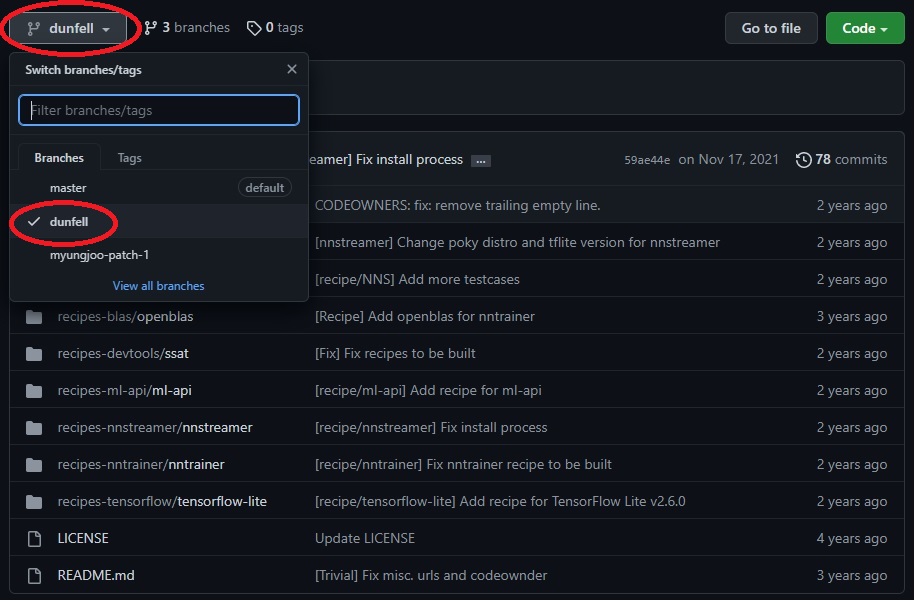 dunfell 3 branches 0 tags Go to file Code
Switch branches/tags
Filter branches/tags
Branches Tags
master default
dunfell
myungjoo-patch-1
View all branches
eamer] Fix install process ... 59ae44e on Nov 17, 2021 78 commits
CODEOWNERS: fix: remove trailing empty line. 2 years ago
[nnstreamer] Change poky distro and tflite version for nnstreamer 2 years ago
[recipe/NNS] Add more testcases 2 years ago
recipes-blas/openblas [Recipe] Add openblas for nntrainer 3 years ago
recipes-devtools/ssat [Fix] Fix recipes to be built 2 years ago
recipes-ml-api/ml-api [recipe/ml-api] Add recipe for ml-api 2 years ago
recipes-nnstreamer/nnstreamer [recipe/nnstreamer] Fix install process 2 years ago
recipes-nntrainer/nntrainer [recipe/nntrainer] Fix nntrainer recipe to be built 2 years ago
recipes-tensorflow/tensorflow-lite [recipe/tensorflow-lite] Add recipe for TensorFlow Lite v2.6.0 2 years ago
LICENSE Update LICENSE 4 years ago
README.md [Trivial] Fix misc. urls and codeownder 3 years ago